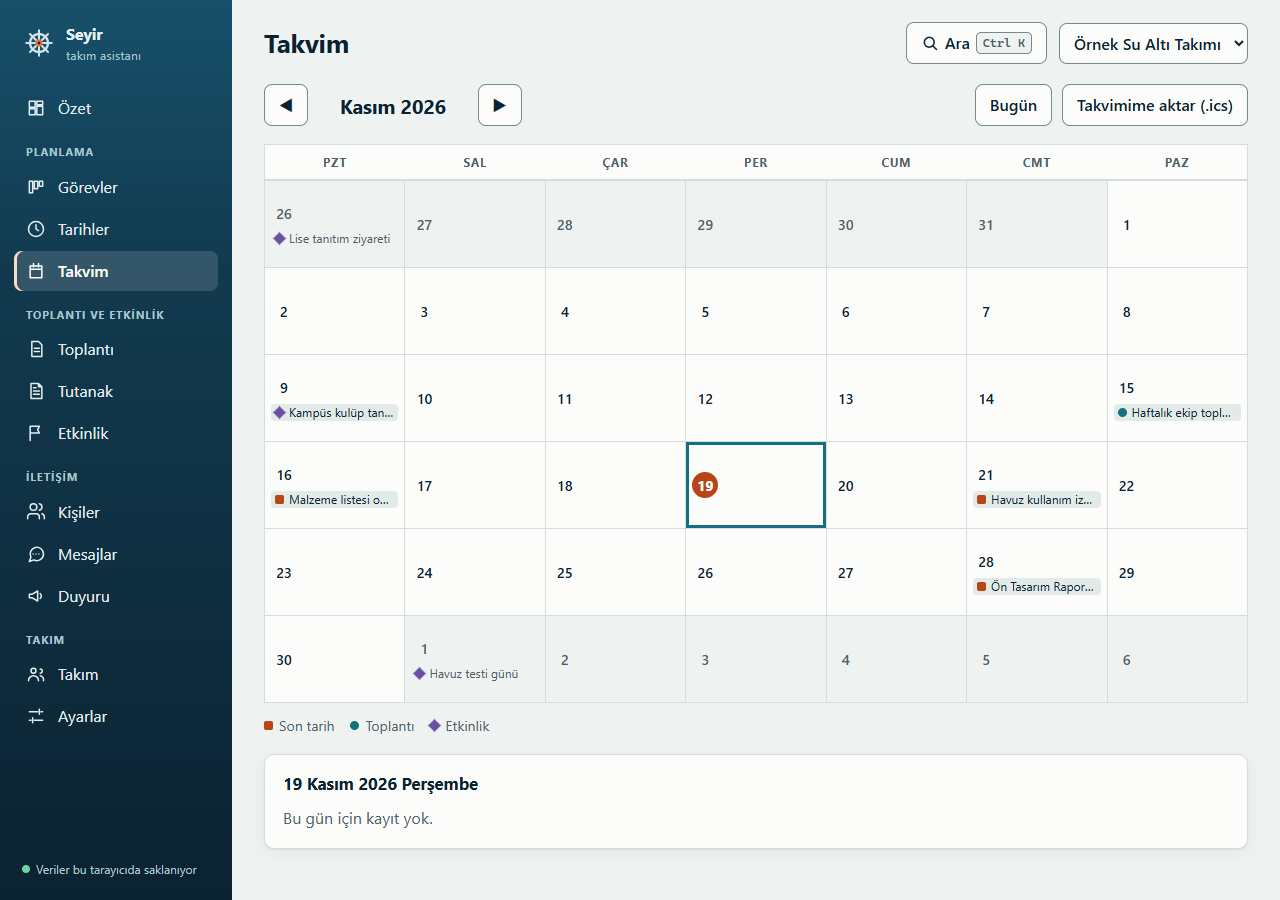 Seyir
takım asistanı
Özet
PLANLAMA
Görevler
Tarihler
Takvim
TOPLANTI VE ETKİNLİK
Toplantı
Tutanak
Etkinlik
İLETİŞİM
Kişiler
Mesajlar
Duyuru
TAKIM
Takım
Ayarlar
Veriler bu tarayıcıda saklanıyor
Takvim
Ara Ctrl K
Örnek Su Altı Takımı
◀ Kasım 2026 ▶
Bugün
Takvimime aktar (.ics)
PZT SAL ÇAR PER CUM CMT PAZ
26 27 28 29 30 31 1
Lise tanıtım ziyareti
2 3 4 5 6 7 8
9 10 11 12 13 14 15
Kampüs kulüp tan... Haftalık ekip topl...
16 17 18 19 20 21 22
Malzeme listesi o... Havuz kullanım iz...
23 24 25 26 27 28 29
Ön Tasarım Rapor...
30 1 2 3 4 5 6
Havuz testi günü
Son tarih Toplantı Etkinlik
19 Kasım 2026 Perşembe
Bu gün için kayıt yok.